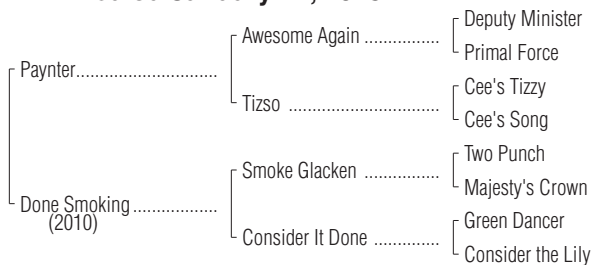 Deputy Minister
Awesome Again ................
Primal Force
Paynter..............................
Cee's Tizzy
Tizso ................................
Cee's Song
Two Punch
Smoke Glacken ................
Majesty's Crown
Done Smoking ..................
(2010)
Green Dancer
Consider It Done ..............
Consider the Lily